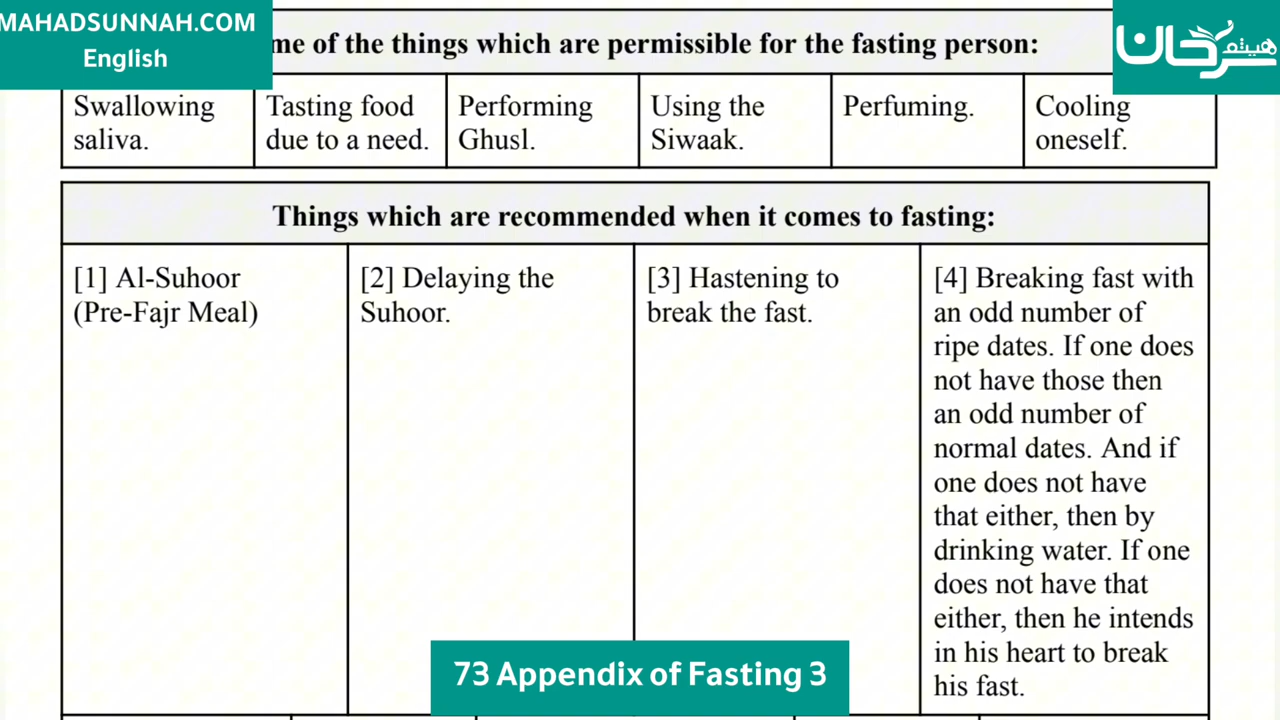 MAHADSUNNAH.COM
English
me of the things which are permissible for the fasting person:
هيثم
سرحان
Swallowing
saliva.
Tasting food
due to a need.
Performing
Ghusl.
Using the
Siwaak.
Perfuming.
Cooling
oneself.
Things which are recommended when it comes to fasting:
[1] Al-Suhoor
(Pre-Fajr Meal)
[2] Delaying the
Suhoor.
[3] Hastening to
break the fast.
[4] Breaking fast with
an odd number of
ripe dates. If one does
not have those then
an odd number of
normal dates. And if
one does not have
that either, then by
drinking water. If one
does not have that
either, then he intends
in his heart to break
his fast.
73 Appendix of Fasting 3